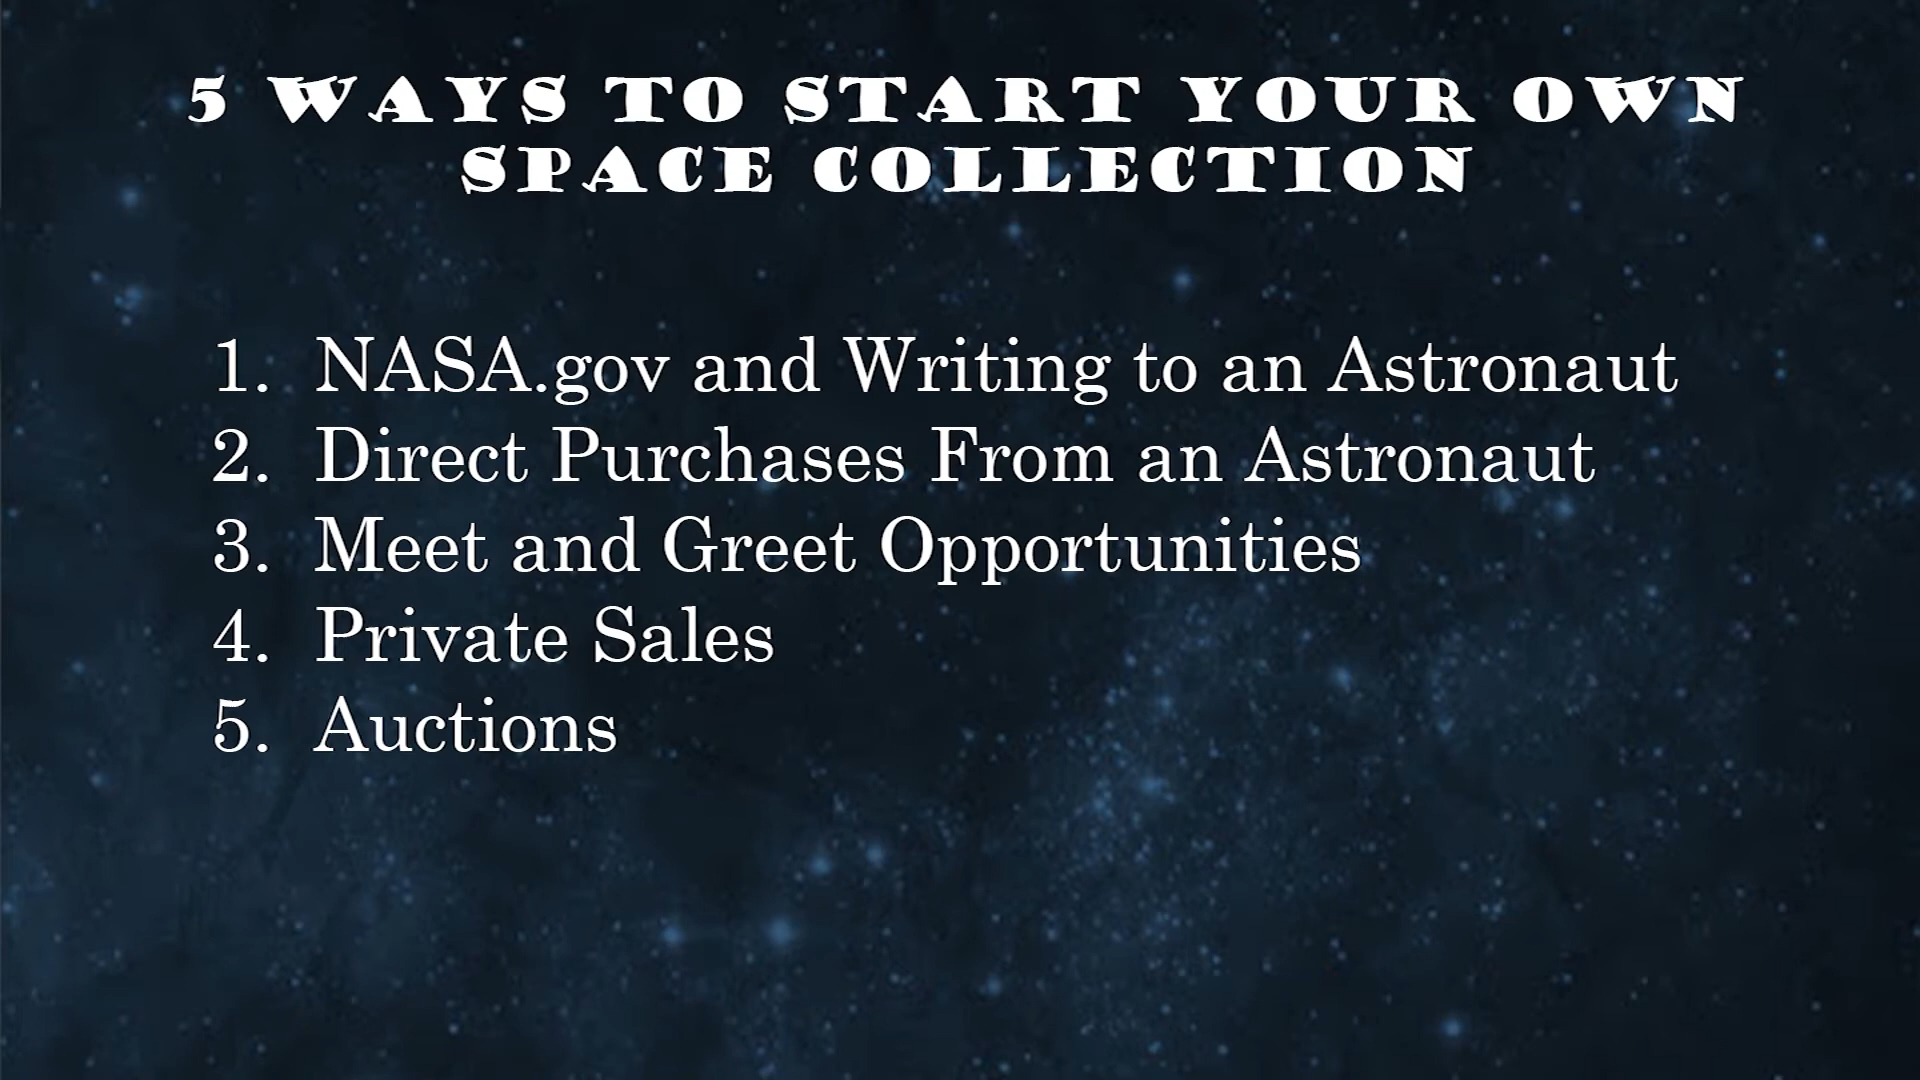 5 WAYS TO START YOUR OWN
SPACE COLLECTION
1. NASA.gov and Writing to an Astronaut
2. Direct Purchases From an Astronaut
3. Meet and Greet Opportunities
4. Private Sales
5. Auctions